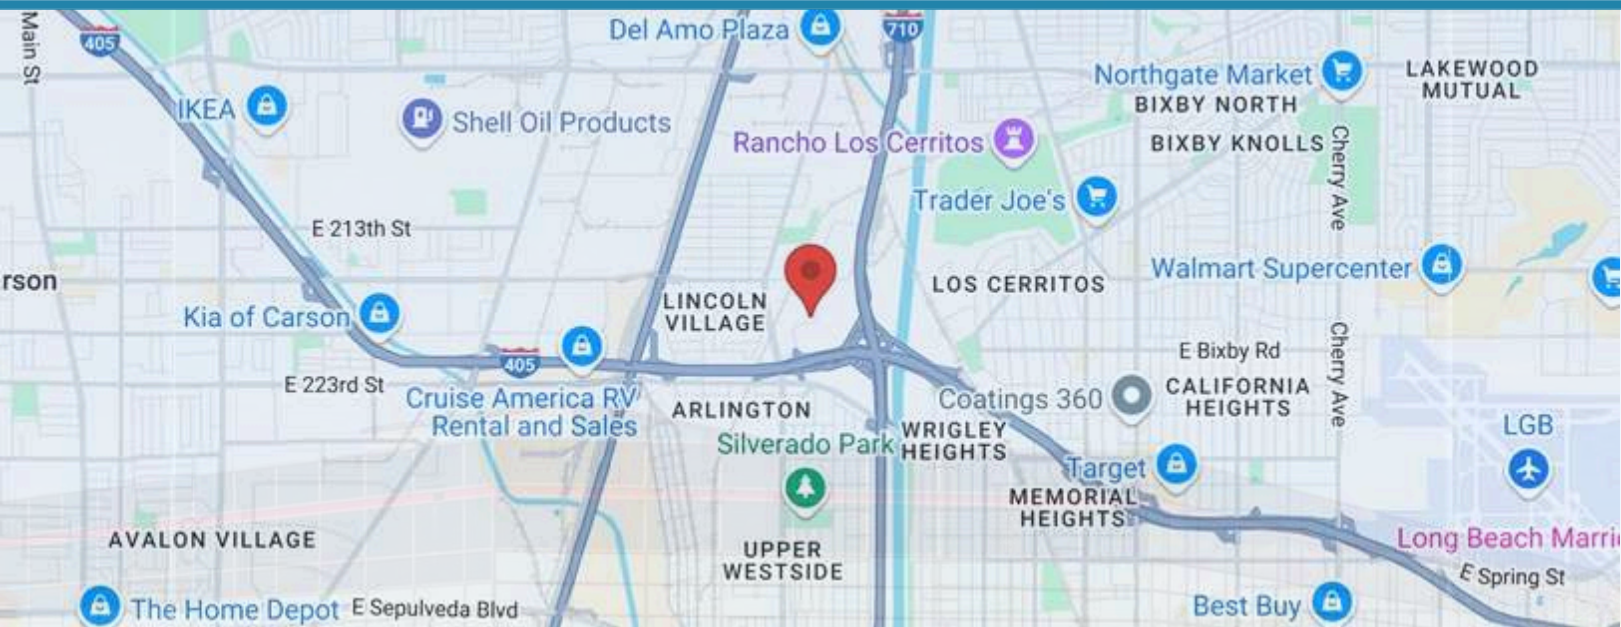 Main St
405
Del Amo Plaza
710
Northgate Market
LAKEWOOD
MUTUAL
IKEA
Shell Oil Products
BIXBY NORTH
Rancho Los Cerritos
BIXBY KNOLLS
Cherry Ave
Trader Joe's
E 213th St
rson
LOS CERRITOS
Walmart Supercenter
LINCOLN
VILLAGE
Kia of Carson
405
E 223rd St
Cruise America RV
Rental and Sales
E Bixby Rd
Cherry Ave
CALIFORNIA
HEIGHTS
Coatings 360
ARLINGTON
Silverado Park
WRIGLEY
HEIGHTS
LGB
Target
MEMORIAL
HEIGHTS
AVALON VILLAGE
UPPER
WESTSIDE
Long Beach Marri
E Spring St
The Home Depot
E Sepulveda Blvd
Best Buy